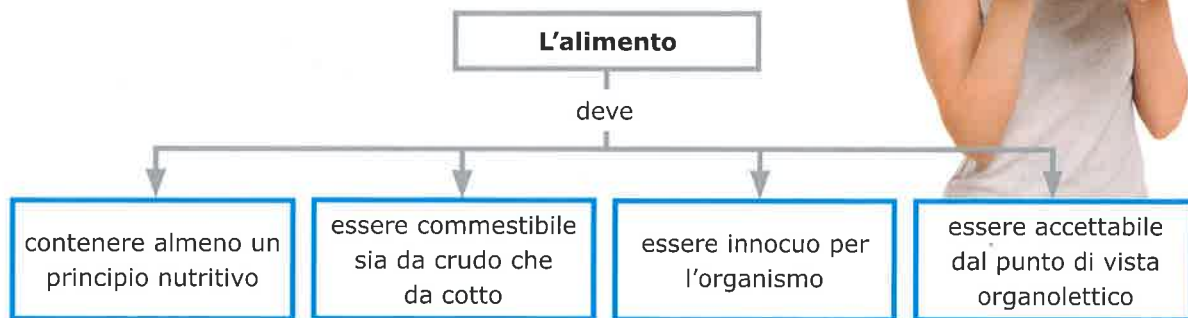 L'alimento
deve
contenere almeno un
principio nutritivo
essere commestibile
sia da crudo che
da cotto
essere innocuo per
l'organismo
essere accettabile
dal punto di vista
organolettico